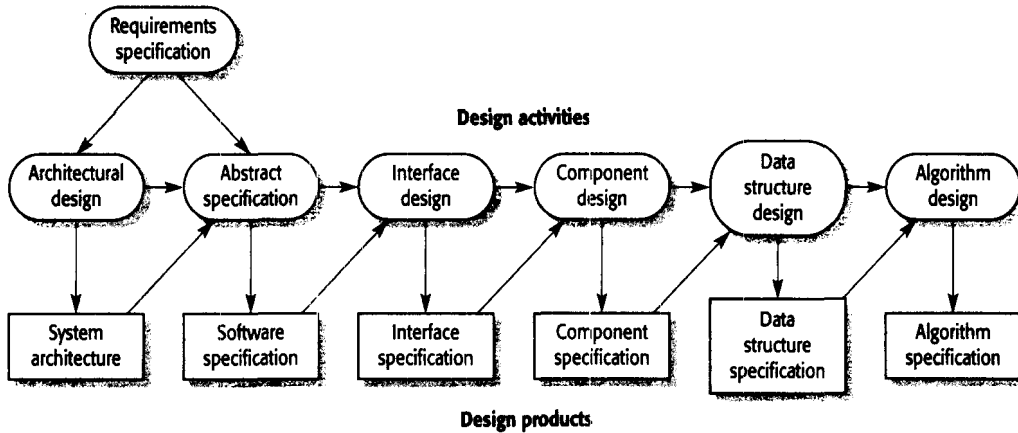 Requirements
specification
Design activities
Architectural
design
Abstract
specification
Interface
design
Component
design
Data
structure
design
Algorithm
design
System
architecture
Software
specification
Interface
specification
Component
specification
Data
structure
specification
Algorithm
specification
Design products